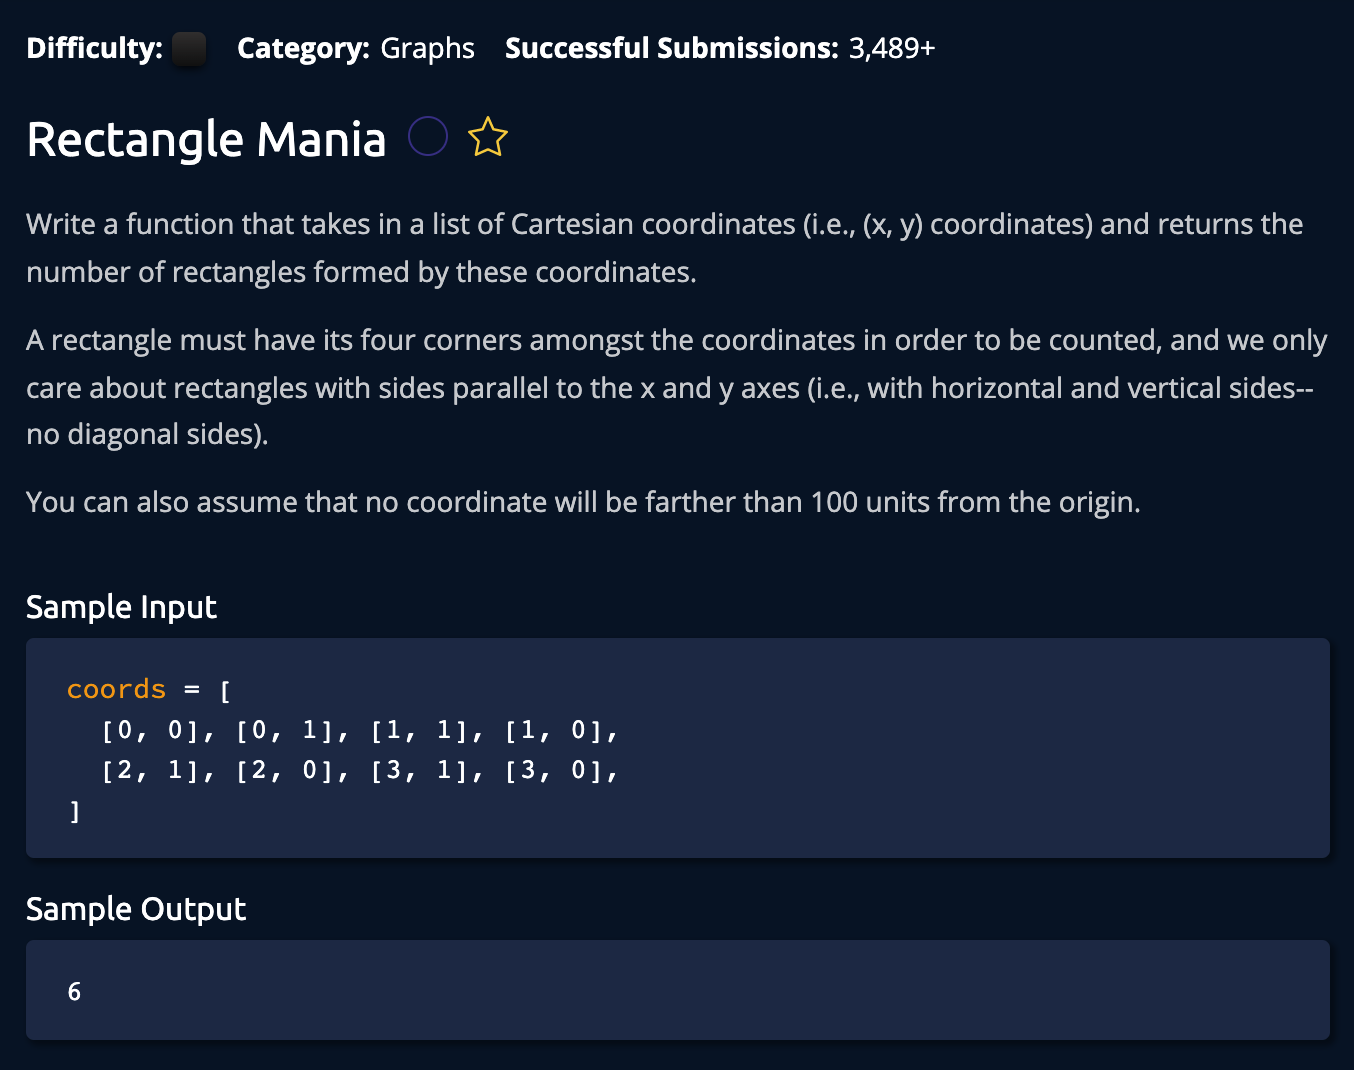 Difficulty: Category: Graphs Successful Submissions: 3,489+
Rectangle Mania
Write a function that takes in a list of Cartesian coordinates (i.e., (x, y) coordinates) and returns the
number of rectangles formed by these coordinates.
A rectangle must have its four corners amongst the coordinates in order to be counted, and we only
care about rectangles with sides parallel to the x and y axes (i.e., with horizontal and vertical sides--
no diagonal sides).
You can also assume that no coordinate will be farther than 100 units from the origin.
Sample Input
coords = [
[0, 0], [0, 1], [1, 1], [1, 0],
[2, 1], [2, 0], [3, 1], [3, 0],
]
Sample Output
6